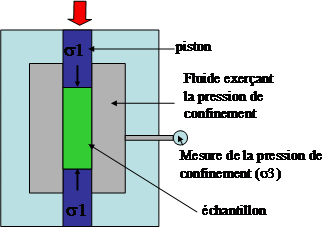 σ1
piston
Fluide exerçant
la pression de
confinement
Mesure de la pression de
confinement (σ3)
σ1
échantillon